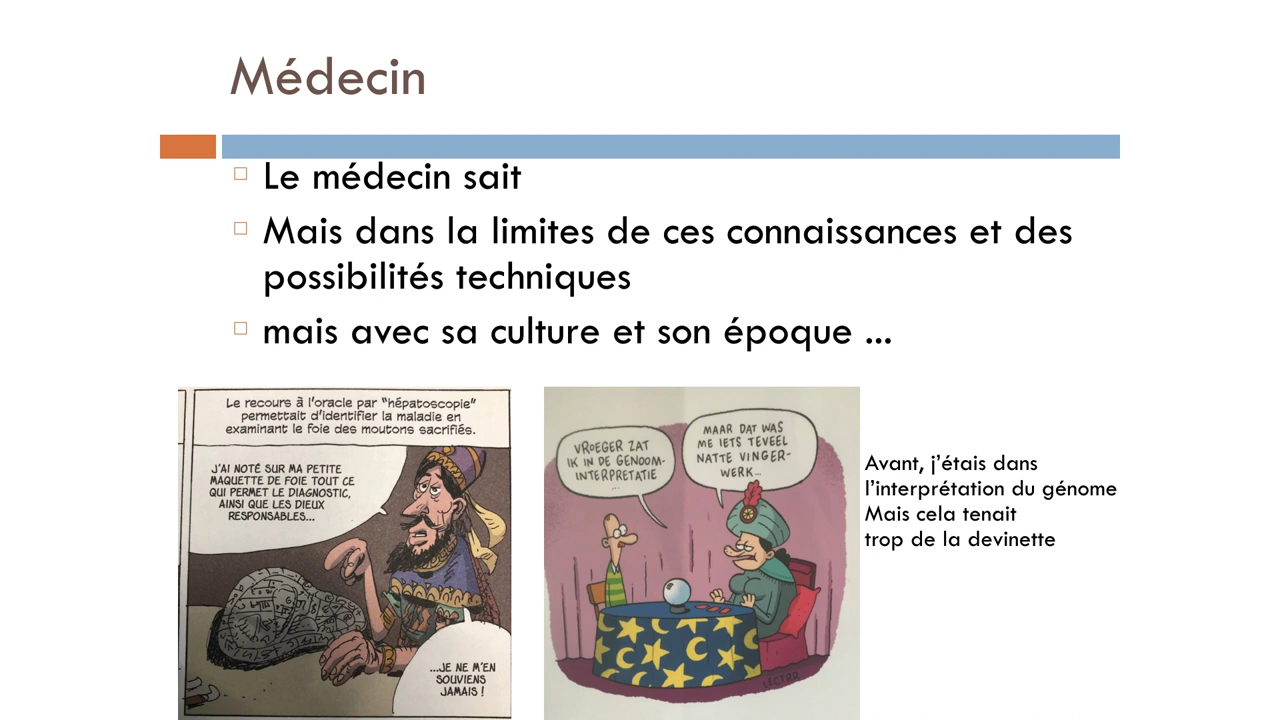 Médecin
Le médecin sait
Mais dans la limites de ces connaissances et des
possibilités techniques
mais avec sa culture et son époque ...
Le recours à l'oracle par "hépatoscopie"
permettait d'identifier la maladie en
examinant le foie des moutons sacrifiés.
J'AI NOTÉ SUR MA PETITE
MAQUETTE DE FOIE TOUT CE
QUI PERMET LE DIAGNOSTIC,
AINSI QUE LES DIEUX
RESPONSABLES...
...JE NE M'EN
SOUVIENS
JAMAIS !
VROEGER ZAT
IK IN DE GENOOM-
INTERPRETATIE
...
MAAR DAT WAS
ME IETS TEVEEL
NATTE VINGER-
WERK...
LECTRR
Avant, j'étais dans
l'interprétation du génome
Mais cela tenait
trop de la devinette